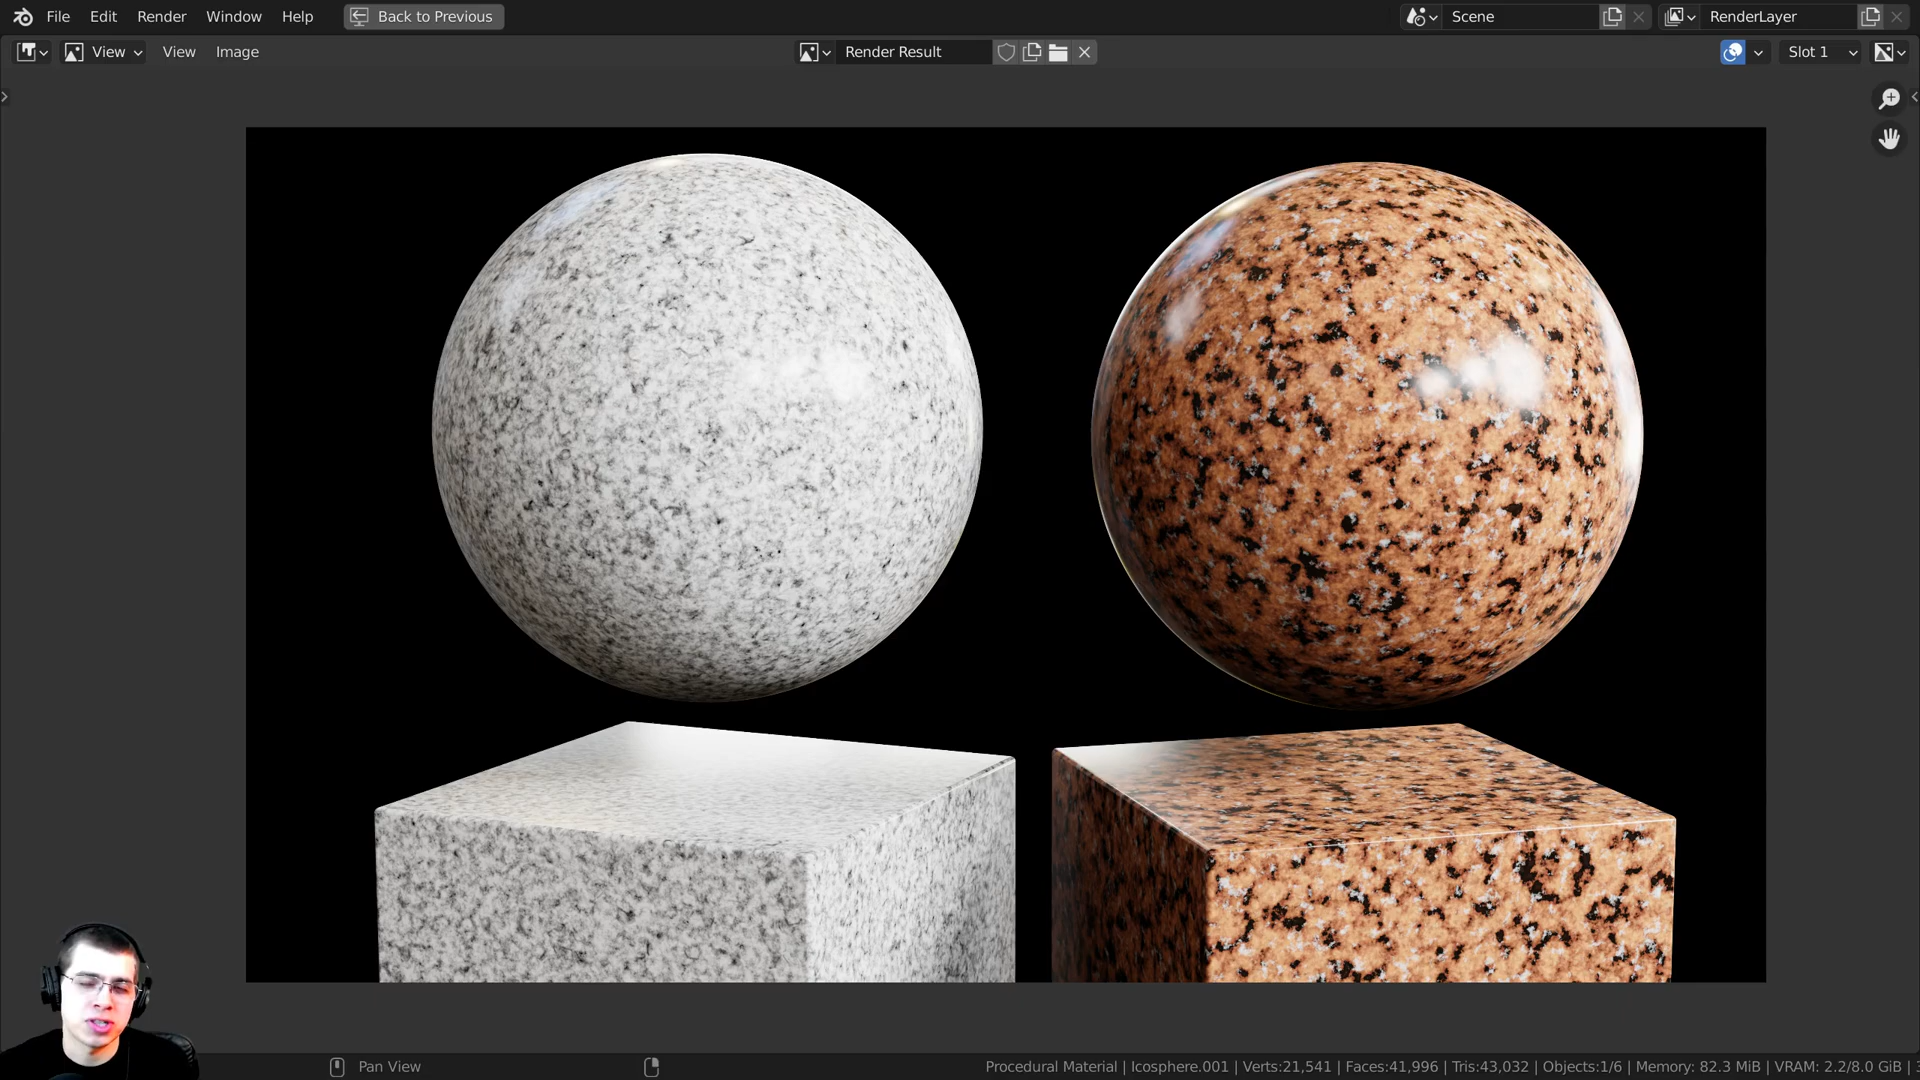 File Edit Render Window Help Back to Previous Scene RenderLayer
View View Image Render Result Slot 1
Pan View Procedural Material | Icosphere.001 | Verts:21,541 | Faces:41,996 | Tris:43,032 | Objects:1/6 | Memory: 82.3 MiB | VRAM: 2.2/8.0 GiB |